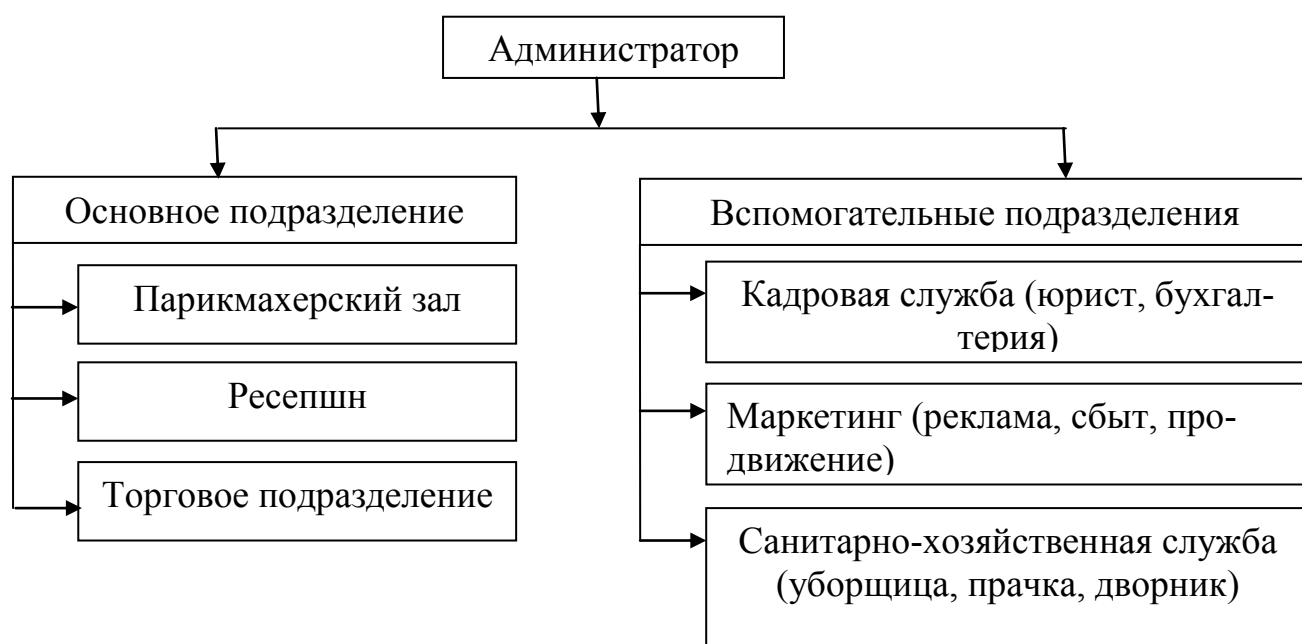 Администратор
Основное подразделение
Вспомогательные подразделения
Парикмахерский зал
Ресепшн
Торговое подразделение
Кадровая служба (юрист, бухгал-
терия)
Маркетинг (реклама, сбыт, про-
движение)
Санитарно-хозяйственная служба
(уборщица, прачка, дворник)